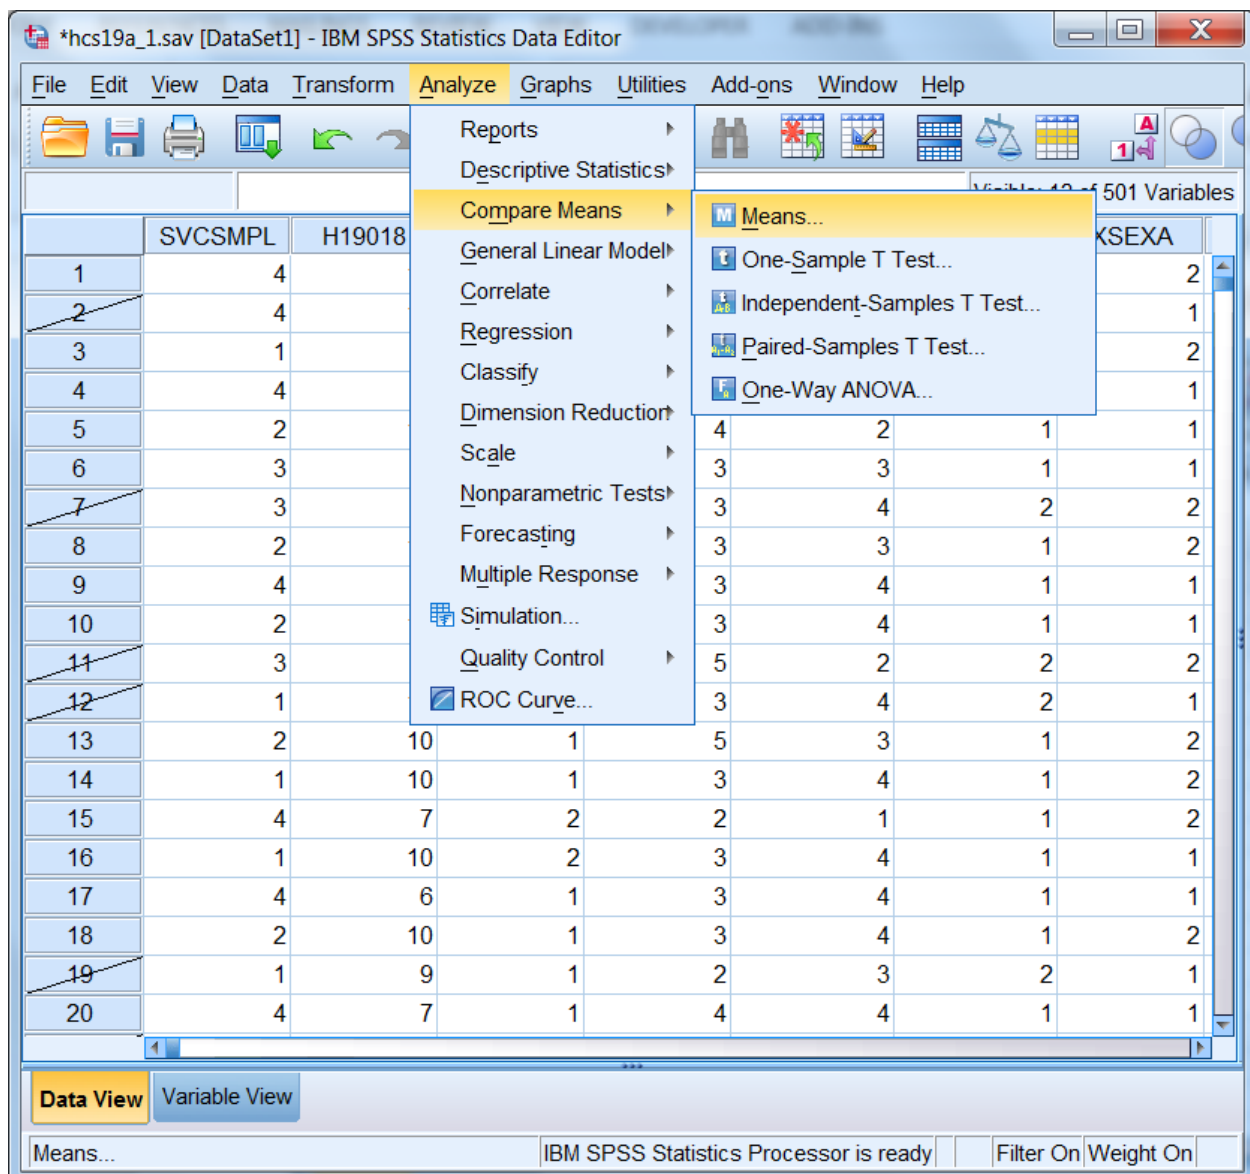 *hcs19a_1.sav [DataSet1] - IBM SPSS Statistics Data Editor
File Edit View Data Transform Analyze Graphs Utilities Add-ons Window Help
Visible: 12 of 501 Variables
Reports
Descriptive Statistics
Compare Means
General Linear Model
Correlate
Regression
Classify
Dimension Reduction
Scale
Nonparametric Tests
Forecasting
Multiple Response
Simulation...
Quality Control
ROC Curve...
Means...
One-Sample T Test...
Independent-Samples T Test...
Paired-Samples T Test...
One-Way ANOVA...
SVCSMPL H19018 XSEXA
1 4 2
2 4 1
3 1 2
4 4 1
5 2 4 2 1 1
6 3 3 3 1 1
7 3 3 4 2 2
8 2 3 3 1 2
9 4 3 4 1 1
10 2 3 4 1 1
11 3 5 2 2 2
12 1 3 4 2 1
13 2 10 1 5 3 1 2
14 1 10 1 3 4 1 2
15 4 7 2 2 1 1 2
16 1 10 2 3 4 1 1
17 4 6 1 3 4 1 1
18 2 10 1 3 4 1 2
19 1 9 1 2 3 2 1
20 4 7 1 4 4 1 1
Data View Variable View
Means... IBM SPSS Statistics Processor is ready Filter On Weight On